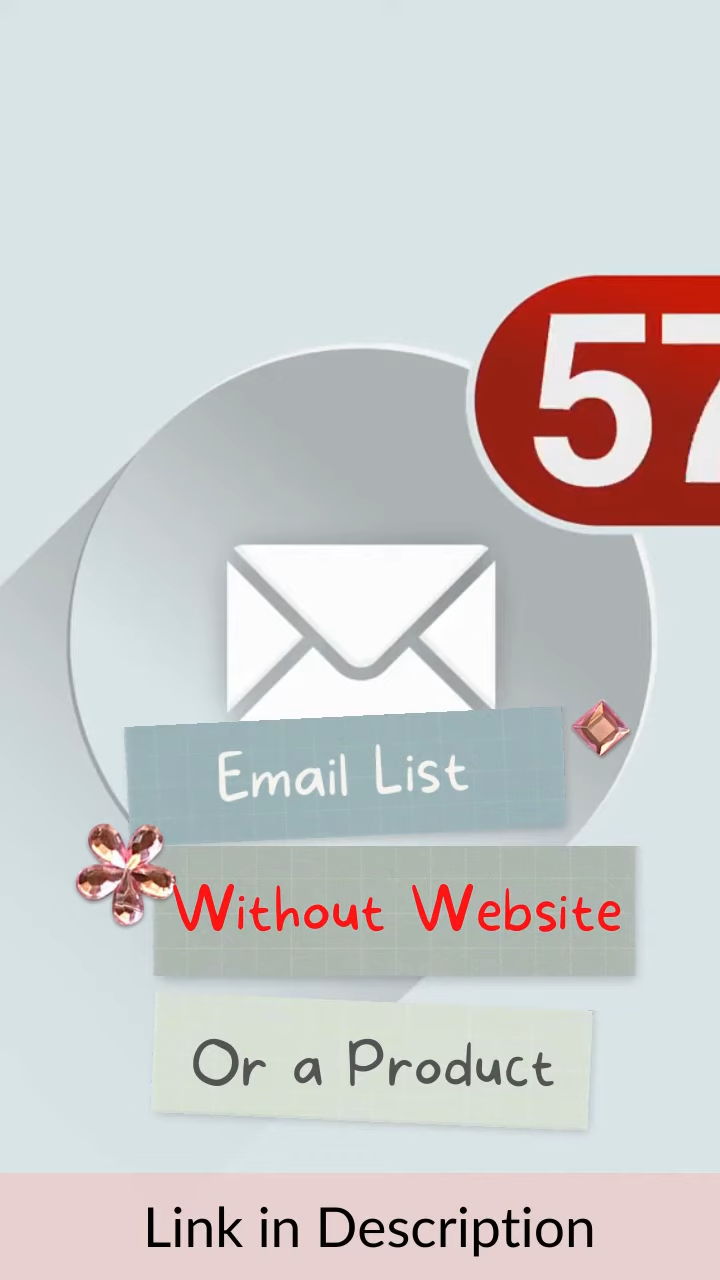 57
Email List
Without Website
Or a Product
Link in Description